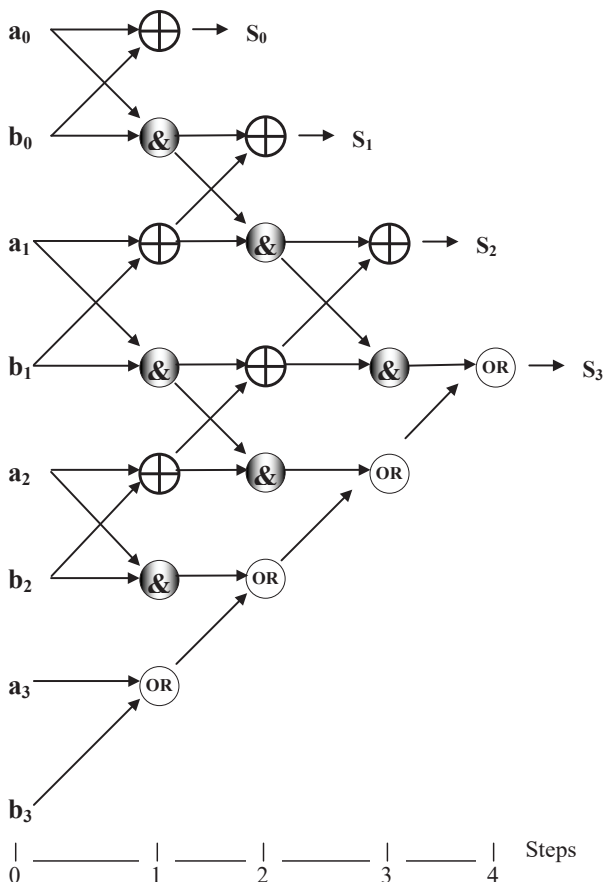 a₀ ⊕ S₀
b₀ & ⊕ S₁
a₁ ⊕ & ⊕ S₂
b₁ & ⊕ & OR S₃
a₂ ⊕ & OR
b₂ & OR
a₃ OR
b₃
Steps
0 1 2 3 4